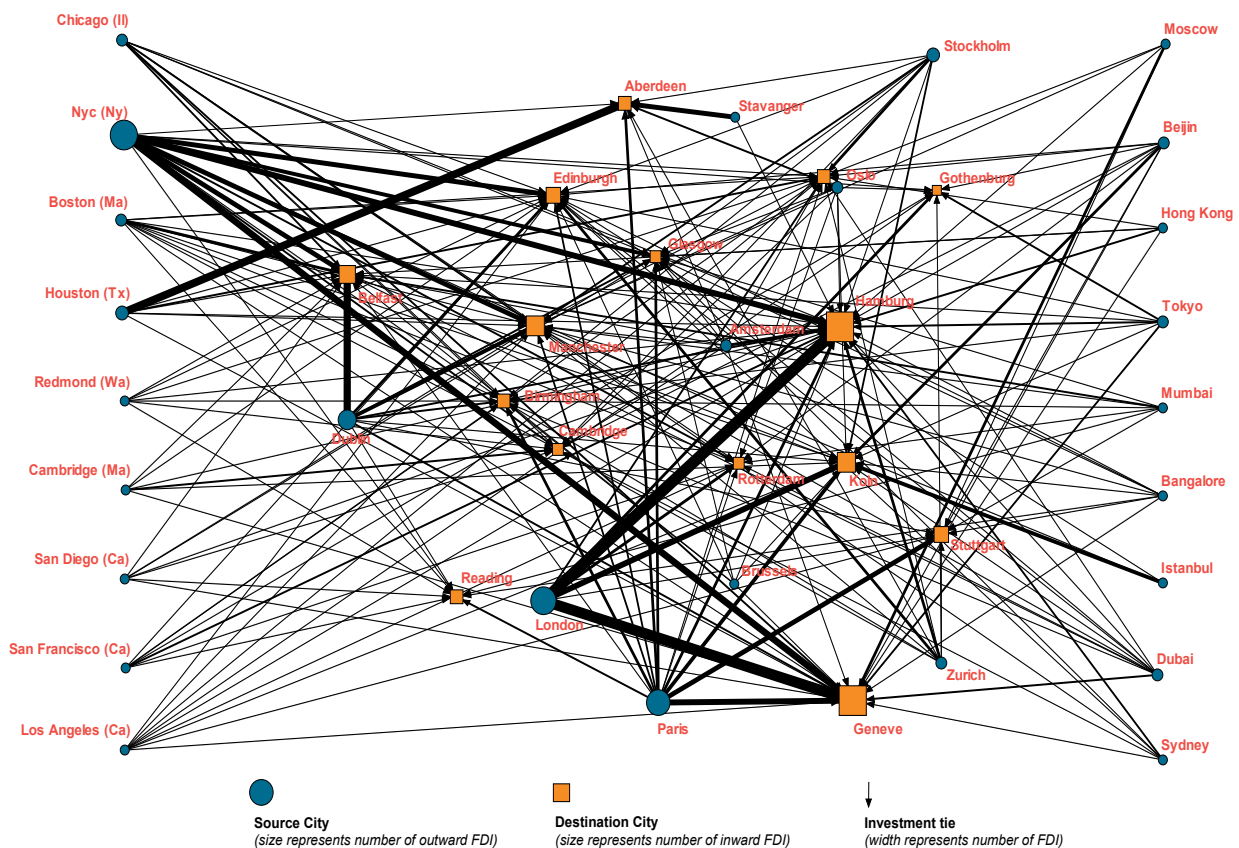 Chicago (Il)
Moscow
Stockholm
Aberdeen
Nyc (Ny)
Stavanger
Beijin
Edinburgh
Oslo
Gothenburg
Boston (Ma)
Hong Kong
Glasgow
Houston (Tx)
Belfast
Hamburg
Tokyo
Amsterdam
Manchester
Redmond (Wa)
Birmingham
Mumbai
Dublin
Cambridge
Cambridge (Ma)
Rotterdam
Koln
Bangalore
Stuttgart
San Diego (Ca)
Reading
Brussels
Istanbul
London
San Francisco (Ca)
Zurich
Dubai
Los Angeles (Ca)
Paris
Geneve
Sydney
Source City
(size represents number of outward FDI)
Destination City
(size represents number of inward FDI)
Investment tie
(width represents number of FDI)